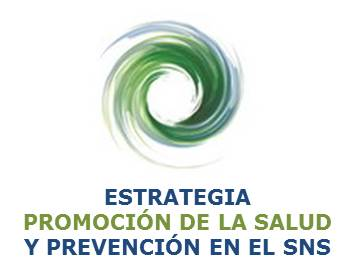 ESTRATEGIA
PROMOCIÓN DE LA SALUD
Y PREVENCIÓN EN EL SNS